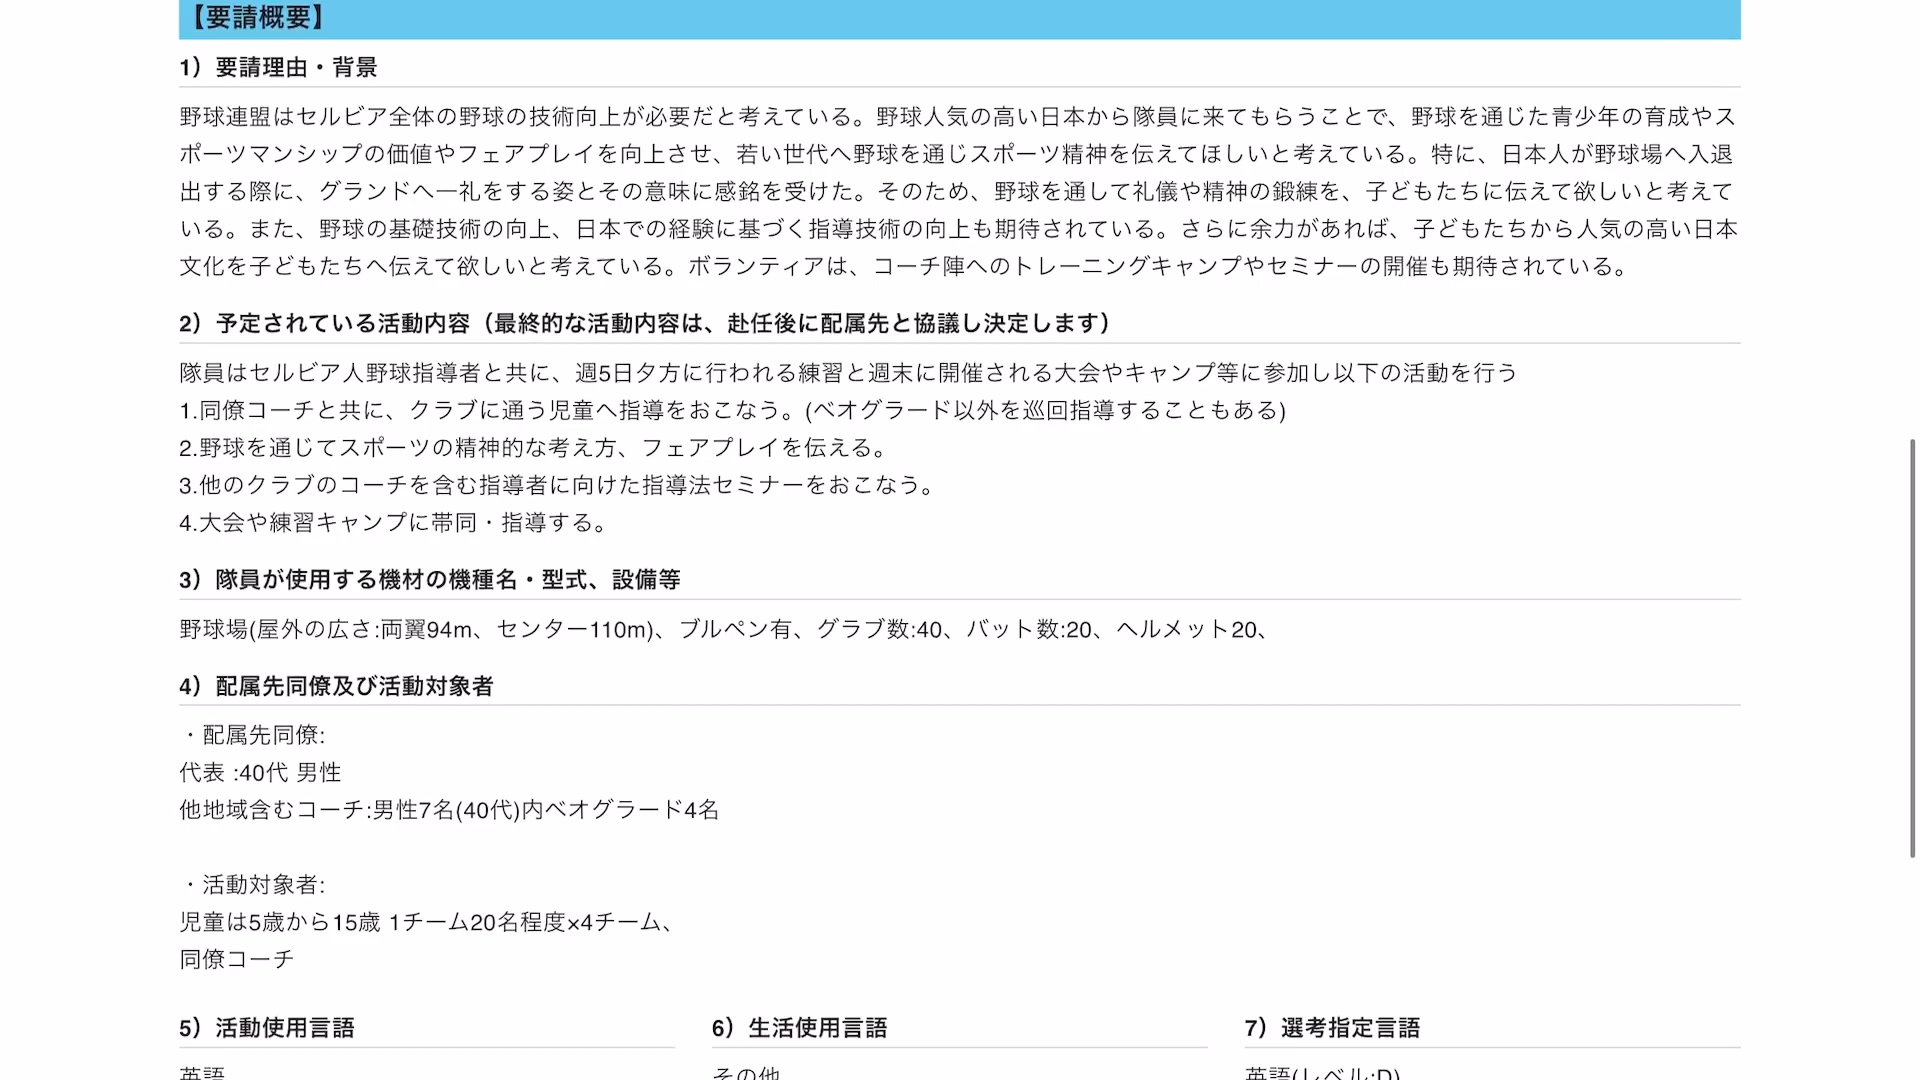 【要請概要】
1）要請理由・背景
野球連盟はセルビア全体の野球の技術向上が必要だと考えている。野球人気の高い日本から隊員に来てもらうことで、野球を通じた青少年の育成やス
ポーツマンシップの価値やフェアプレイを向上させ、若い世代へ野球を通じスポーツ精神を伝えてほしいと考えている。特に、日本人が野球場へ入退
出する際に、グランドへ一礼をする姿とその意味に感銘を受けた。そのため、野球を通して礼儀や精神の鍛練を、子どもたちに伝えて欲しいと考えて
いる。また、野球の基礎技術の向上、日本での経験に基づく指導技術の向上も期待されている。さらに余力があれば、子どもたちから人気の高い日本
文化を子どもたちへ伝えて欲しいと考えている。ボランティアは、コーチ陣へのトレーニングキャンプやセミナーの開催も期待されている。
2）予定されている活動内容（最終的な活動内容は、赴任後に配属先と協議し決定します）
隊員はセルビア人野球指導者と共に、週5日夕方に行われる練習と週末に開催される大会やキャンプ等に参加し以下の活動を行う
1.同僚コーチと共に、クラブに通う児童へ指導をおこなう。(ベオグラード以外を巡回指導することもある)
2.野球を通じてスポーツの精神的な考え方、フェアプレイを伝える。
3.他のクラブのコーチを含む指導者に向けた指導法セミナーをおこなう。
4.大会や練習キャンプに帯同・指導する。
3）隊員が使用する機材の機種名・型式、設備等
野球場(屋外の広さ:両翼94m、センター110m)、ブルペン有、グラブ数:40、バット数:20、ヘルメット20、
4）配属先同僚及び活動対象者
・配属先同僚:
代表 :40代 男性
他地域含むコーチ:男性7名(40代)内ベオグラード4名
・活動対象者:
児童は5歳から15歳 1チーム20名程度×4チーム、
同僚コーチ
5）活動使用言語
6）生活使用言語
7）選考指定言語
英語
その他
英語(レベル:D)